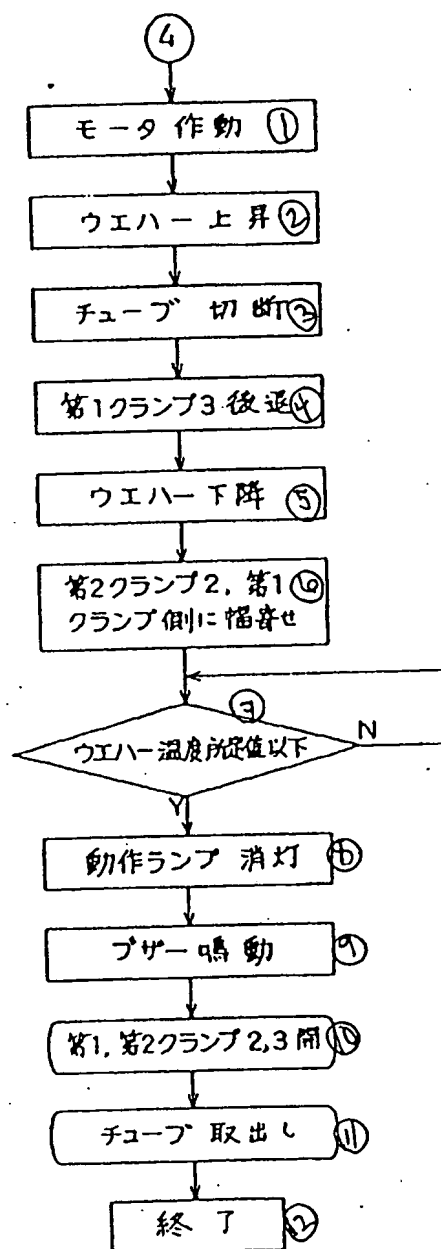 ④
モータ作動 ①
ウエハー上昇 ②
チューブ 切断 ③
第1クランプ3後退 ④
ウエハー下降 ⑤
第2クランプ2, 第1 ⑥
クランプ側に幅寄せ
⑦
ウエハー温度所定値以下
N
Y
動作ランプ 消灯 ⑧
ブザー鳴動 ⑨
第1, 第2クランプ2,3開 ⑩
チューブ 取出し ⑪
終了 ⑫